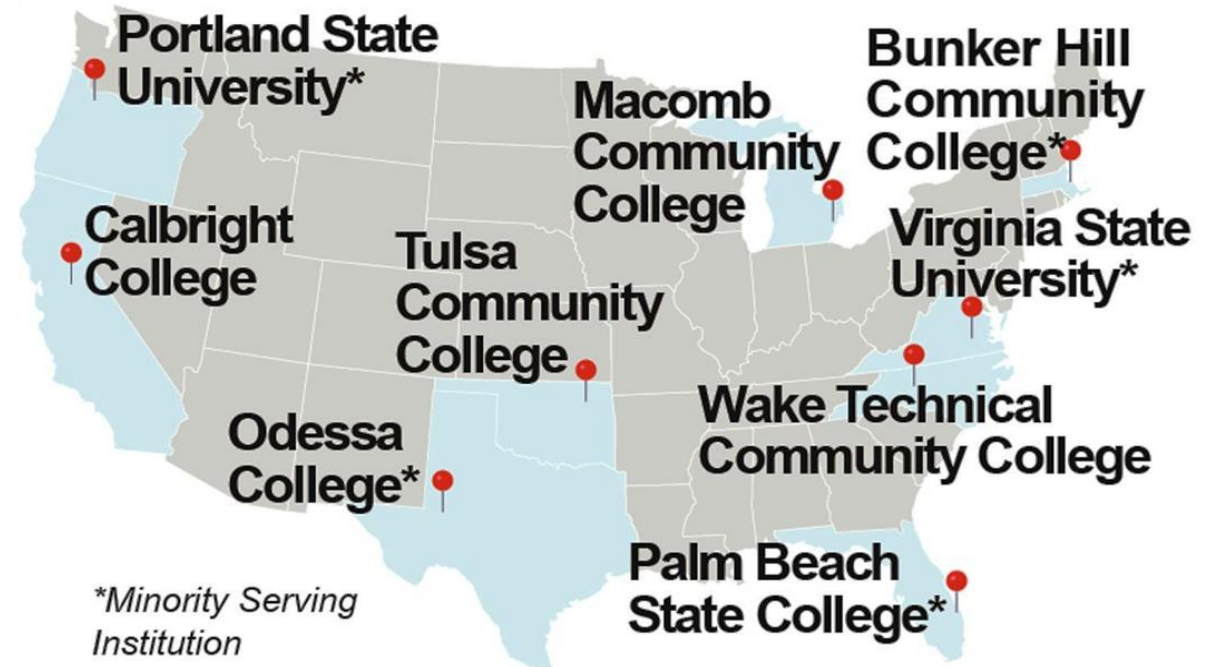 Portland State
University*
Bunker Hill
Community
College*
Macomb
Community
College
Calbright
College
Tulsa
Community
College
Virginia State
University*
Odessa
College*
Wake Technical
Community College
Palm Beach
State College*
*Minority Serving
Institution